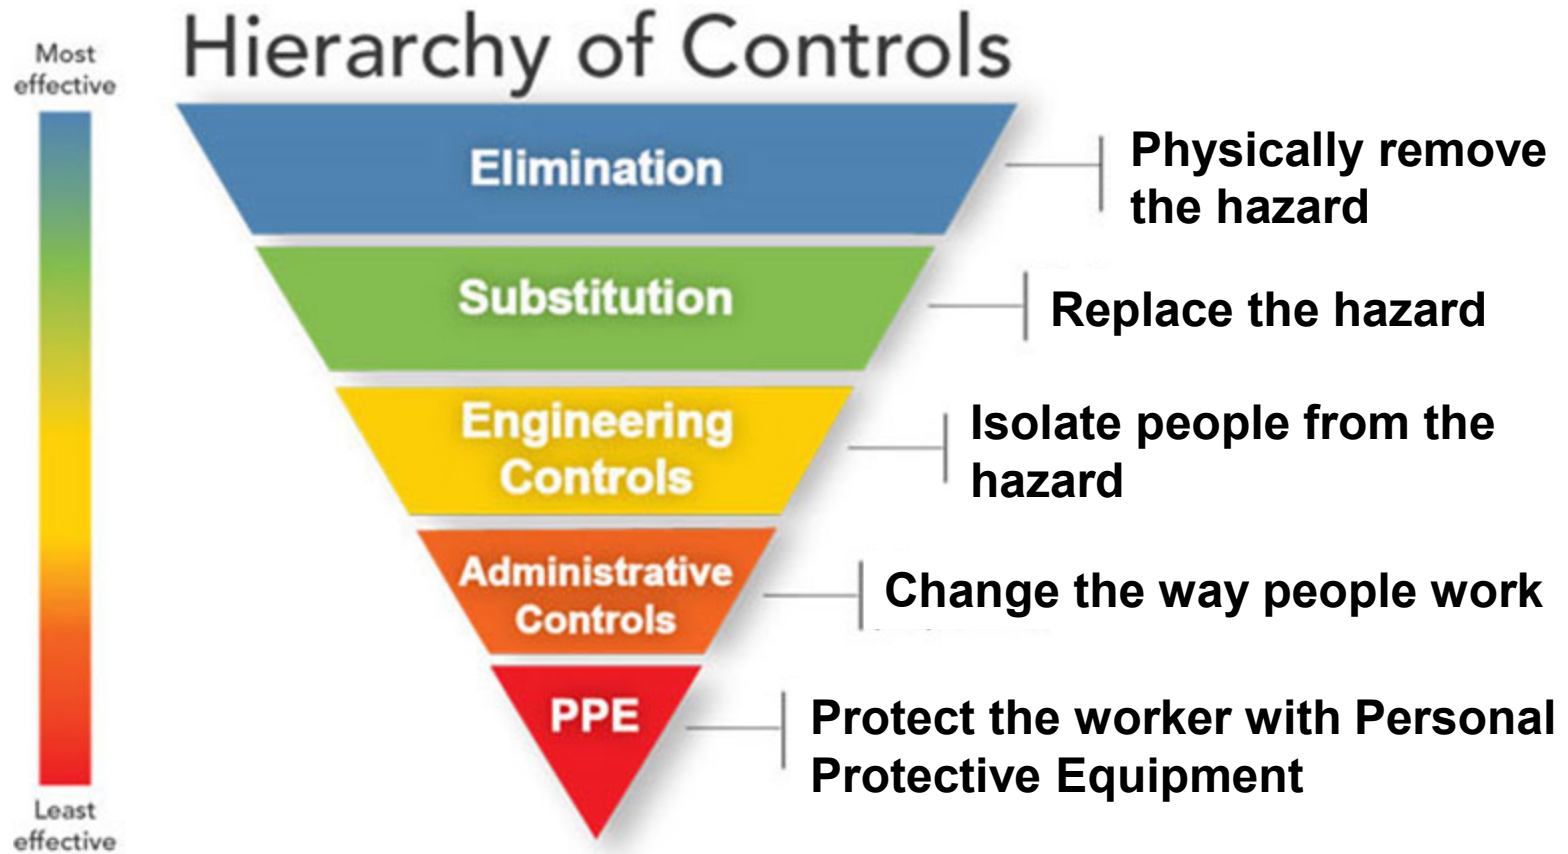 Hierarchy of Controls
Most
effective
Elimination
Physically remove
the hazard
Substitution
Replace the hazard
Engineering
Controls
Isolate people from the
hazard
Administrative
Controls
Change the way people work
PPE
Protect the worker with Personal
Protective Equipment
Least
effective